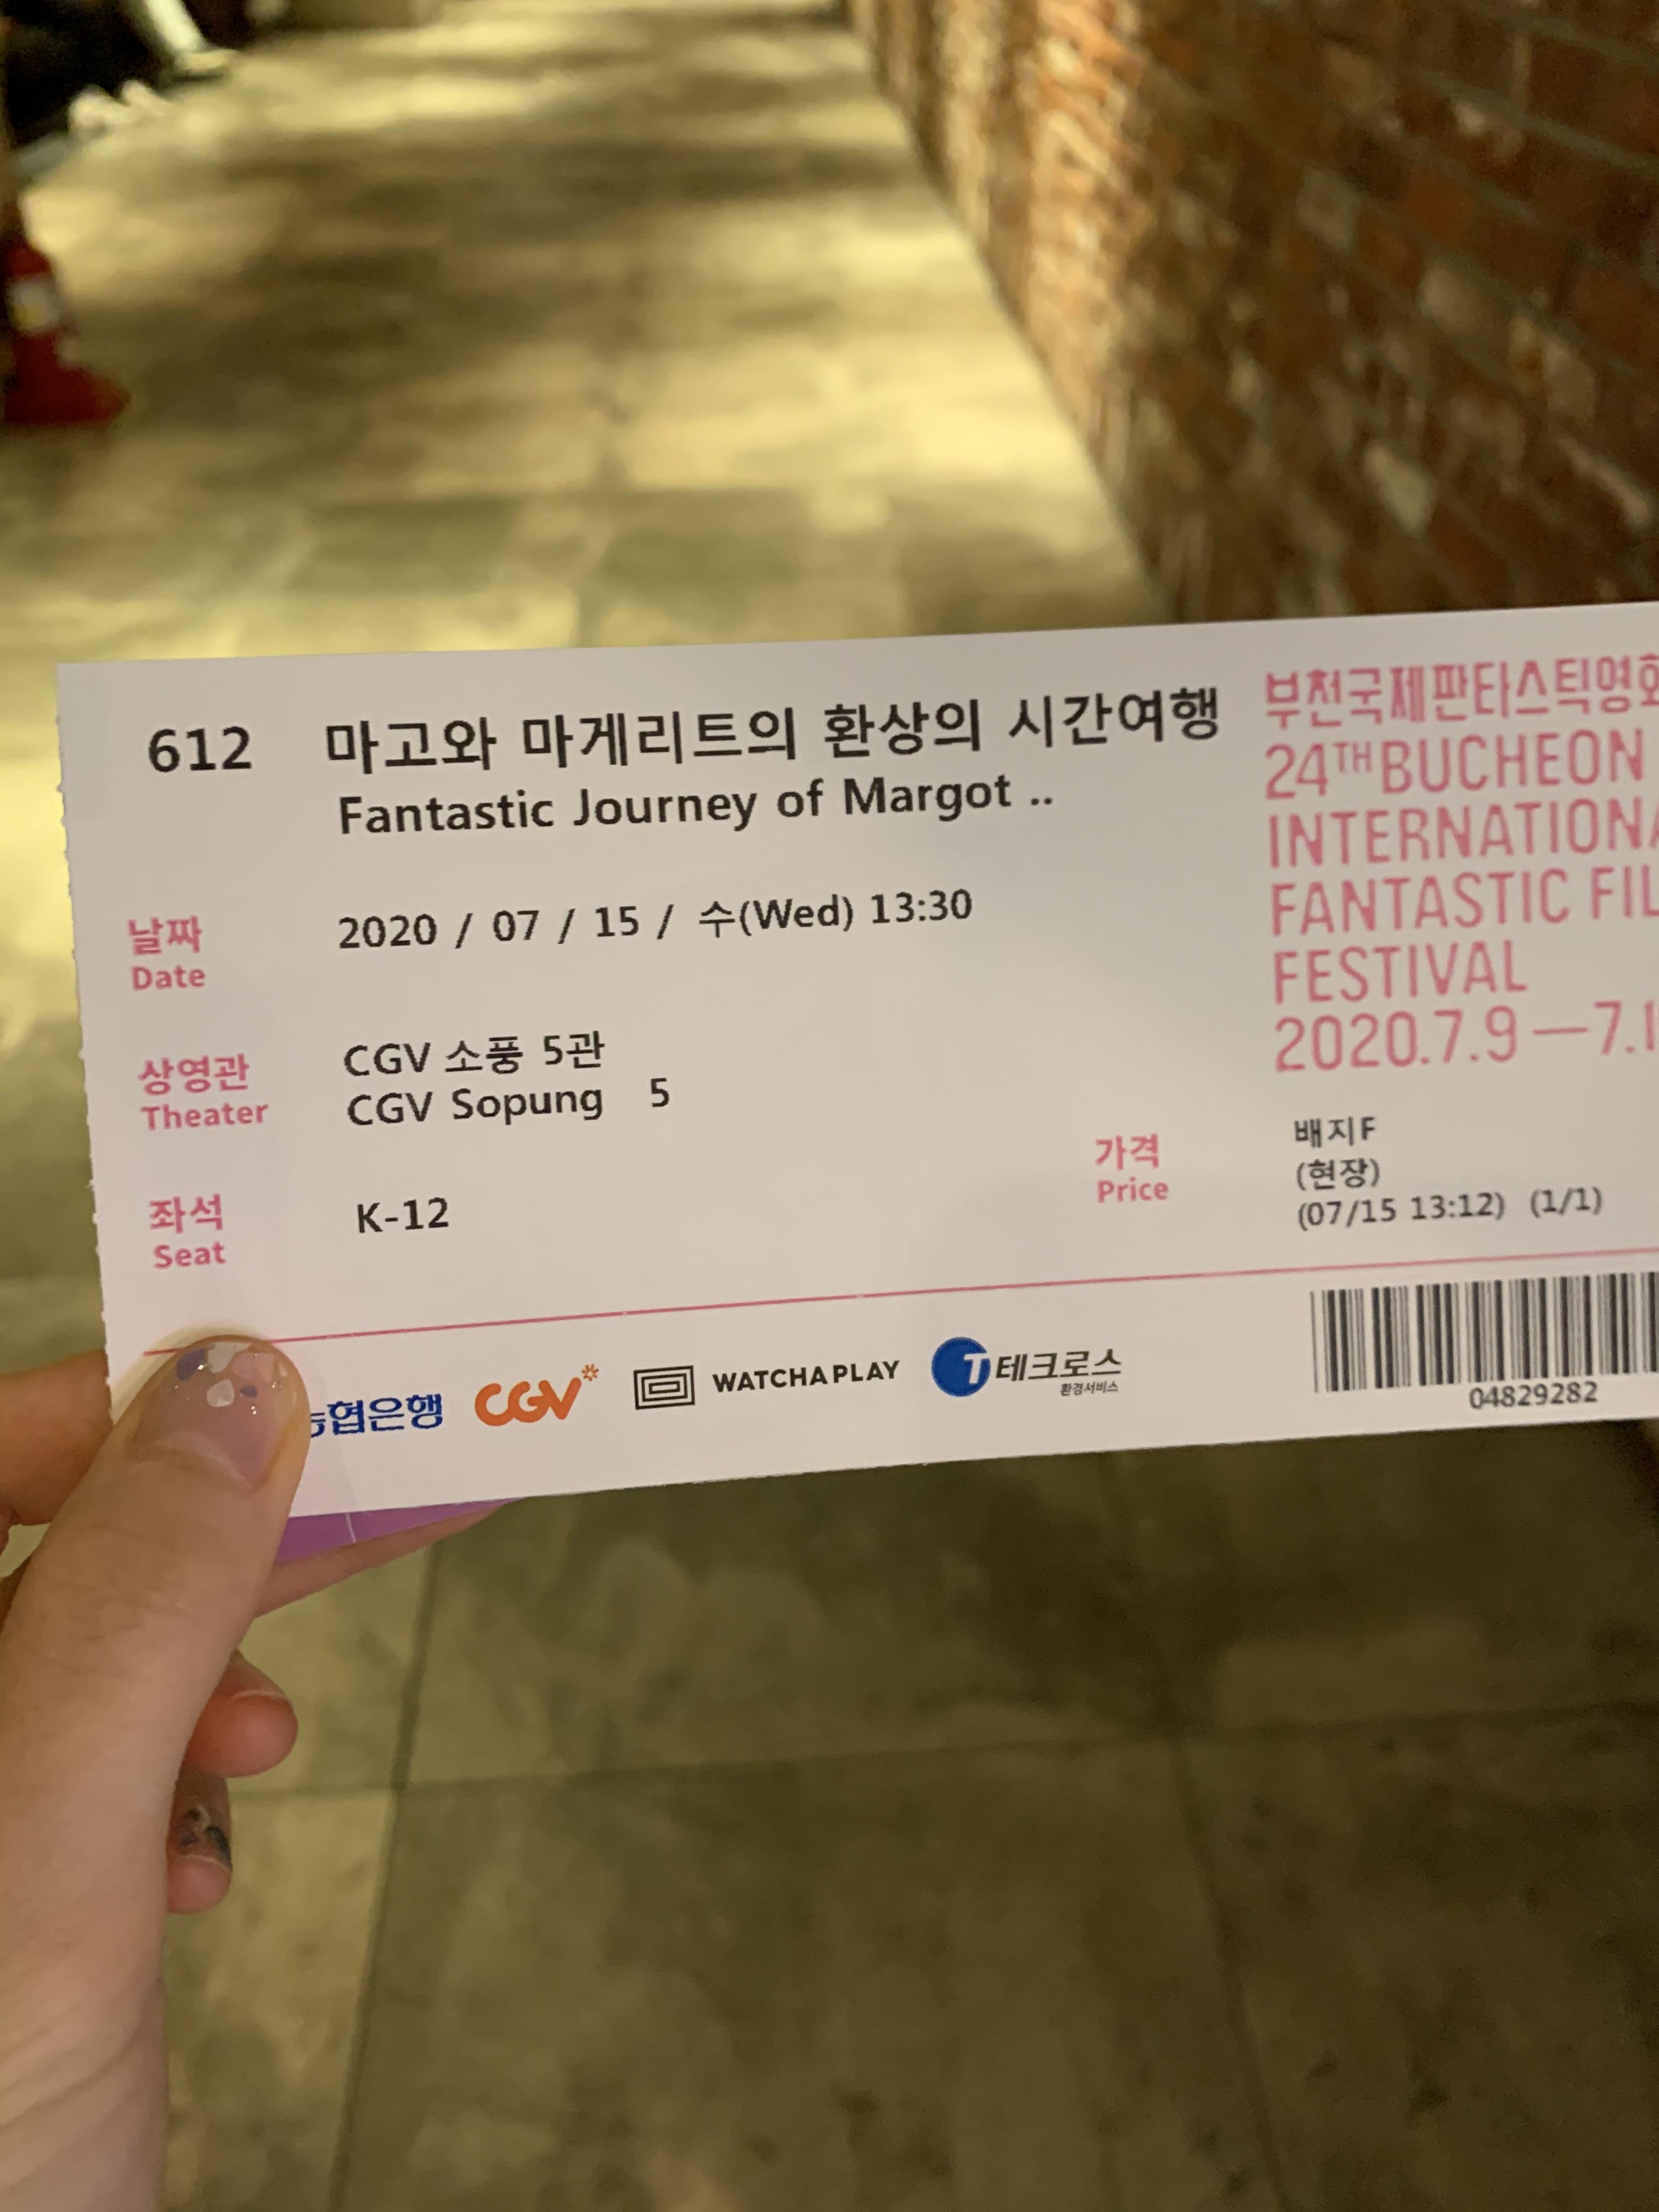 612 마고와 마게리트의 환상의 시간여행
Fantastic Journey of Margot ..
날짜
Date
2020 / 07 / 15 / 수(Wed) 13:30
상영관
Theater
CGV 소풍 5관
CGV Sopung 5
좌석
Seat
K-12
부천국제판타스틱영화
24TH BUCHEON
INTERNATIONA
FANTASTIC FIL
FESTIVAL
2020.7.9—7.1
가격
Price
배지F
(현장)
(07/15 13:12) (1/1)
협은행
CGV*
WATCHA PLAY
T 테크로스
환경서비스
04829282